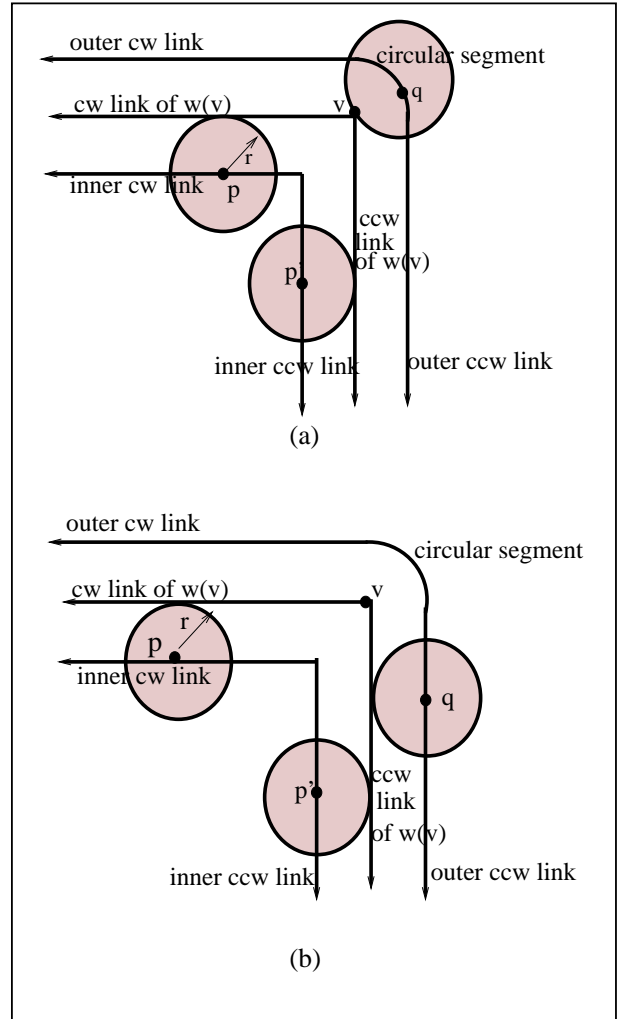 outer cw link
circular segment
q
cw link of w(v)
v
r
inner cw link
p
ccw
link
of w(v)
p'
inner ccw link
outer ccw link
(a)
outer cw link
circular segment
cw link of w(v)
v
r
p
inner cw link
q
ccw
link
p'
of w(v)
inner ccw link
outer ccw link
(b)